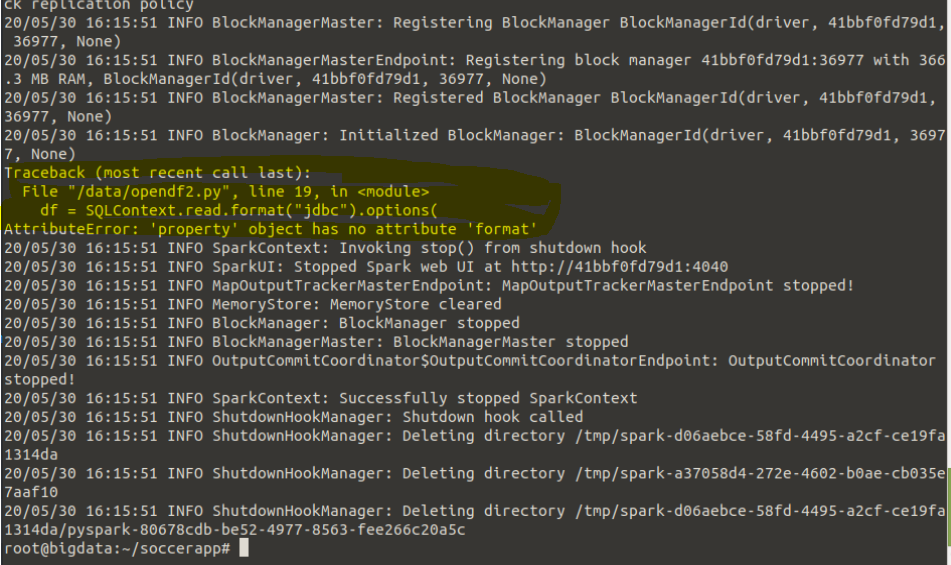 ck replication policy
20/05/30 16:15:51 INFO BlockManagerMaster: Registering BlockManager BlockManagerId(driver, 41bbf0fd79d1,
 36977, None)
20/05/30 16:15:51 INFO BlockManagerMasterEndpoint: Registering block manager 41bbf0fd79d1:36977 with 366
.3 MB RAM, BlockManagerId(driver, 41bbf0fd79d1, 36977, None)
20/05/30 16:15:51 INFO BlockManagerMaster: Registered BlockManager BlockManagerId(driver, 41bbf0fd79d1,
36977, None)
20/05/30 16:15:51 INFO BlockManager: Initialized BlockManager: BlockManagerId(driver, 41bbf0fd79d1, 3697
7, None)
Traceback (most recent call last):
  File "/data/opendf2.py", line 19, in <module>
    df = SQLContext.read.format("jdbc").options(
AttributeError: 'property' object has no attribute 'format'
20/05/30 16:15:51 INFO SparkContext: Invoking stop() from shutdown hook
20/05/30 16:15:51 INFO SparkUI: Stopped Spark web UI at http://41bbf0fd79d1:4040
20/05/30 16:15:51 INFO MapOutputTrackerMasterEndpoint: MapOutputTrackerMasterEndpoint stopped!
20/05/30 16:15:51 INFO MemoryStore: MemoryStore cleared
20/05/30 16:15:51 INFO BlockManager: BlockManager stopped
20/05/30 16:15:51 INFO BlockManagerMaster: BlockManagerMaster stopped
20/05/30 16:15:51 INFO OutputCommitCoordinator$OutputCommitCoordinatorEndpoint: OutputCommitCoordinator
stopped!
20/05/30 16:15:51 INFO SparkContext: Successfully stopped SparkContext
20/05/30 16:15:51 INFO ShutdownHookManager: Shutdown hook called
20/05/30 16:15:51 INFO ShutdownHookManager: Deleting directory /tmp/spark-d06aebce-58fd-4495-a2cf-ce19fa
1314da
20/05/30 16:15:51 INFO ShutdownHookManager: Deleting directory /tmp/spark-a37058d4-272e-4602-b0ae-cb035e
7aaf10
20/05/30 16:15:51 INFO ShutdownHookManager: Deleting directory /tmp/spark-d06aebce-58fd-4495-a2cf-ce19fa
1314da/pyspark-80678cdb-be52-4977-8563-fee266c20a5c
root@bigdata:~/soccerapp#